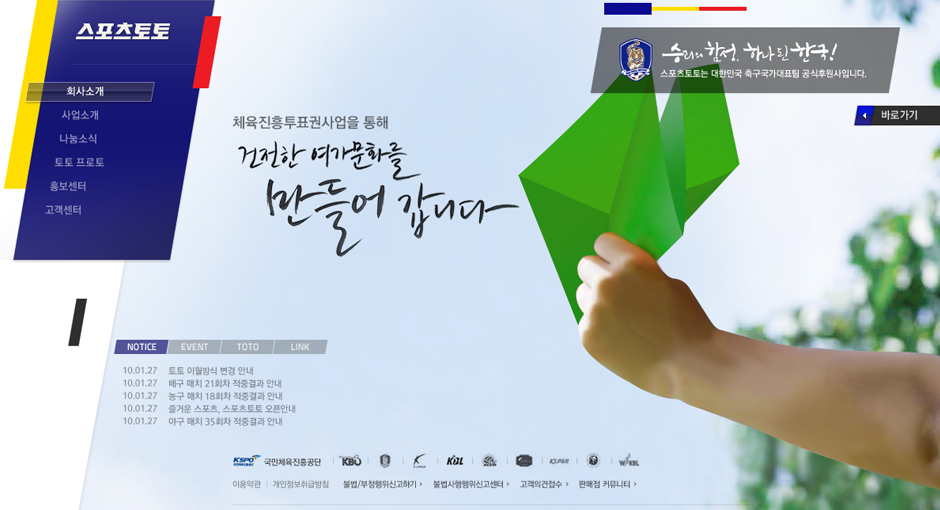 스포츠토토
회사소개
사업소개
나눔소식
토토 프로토
홍보센터
고객센터
승리의 함성, 하나된 한국!
스포츠토토는 대한민국 축구국가대표팀 공식후원사입니다.
바로가기
체육진흥투표권사업을 통해
건전한 여가문화를
만들어 갑니다
NOTICE EVENT TOTO LINK
10.01.27 토토 이월방식 변경 안내
10.01.27 배구 매치 21회차 적중결과 안내
10.01.27 농구 매치 18회차 적중결과 안내
10.01.27 즐거운 스포츠, 스포츠토토 오픈안내
10.01.27 야구 매치 35회차 적중결과 안내
KSPO 국민체육진흥공단 KBO KBL WKBL
이용약관 개인정보취급방침 불법/부정행위신고하기 불법사행행위신고센터 고객의견접수 판매점 커뮤니티